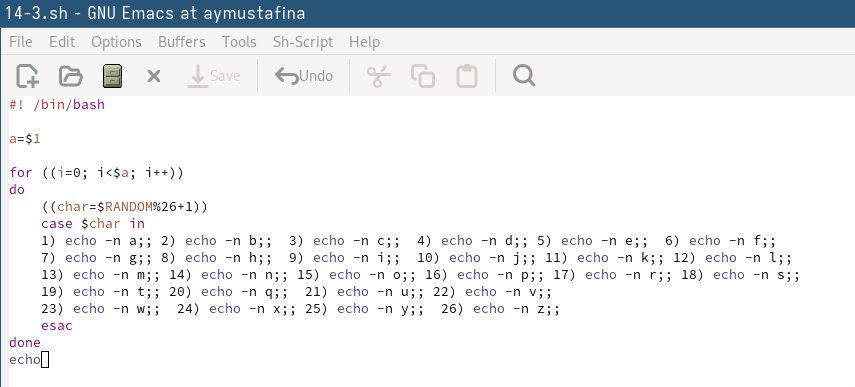 14-3.sh - GNU Emacs at aymustafina
File Edit Options Buffers Tools Sh-Script Help
Save Undo
#! /bin/bash
a=$1
for ((i=0; i<$a; i++))
do
    ((char=$RANDOM%26+1))
    case $char in
    1) echo -n a;; 2) echo -n b;;  3) echo -n c;;  4) echo -n d;; 5) echo -n e;;  6) echo -n f;;
    7) echo -n g;; 8) echo -n h;;  9) echo -n i;;  10) echo -n j;; 11) echo -n k;; 12) echo -n l;;
    13) echo -n m;; 14) echo -n n;; 15) echo -n o;; 16) echo -n p;; 17) echo -n r;; 18) echo -n s;;
    19) echo -n t;; 20) echo -n q;;  21) echo -n u;; 22) echo -n v;;
    23) echo -n w;;  24) echo -n x;; 25) echo -n y;;  26) echo -n z;;
    esac
done
echo